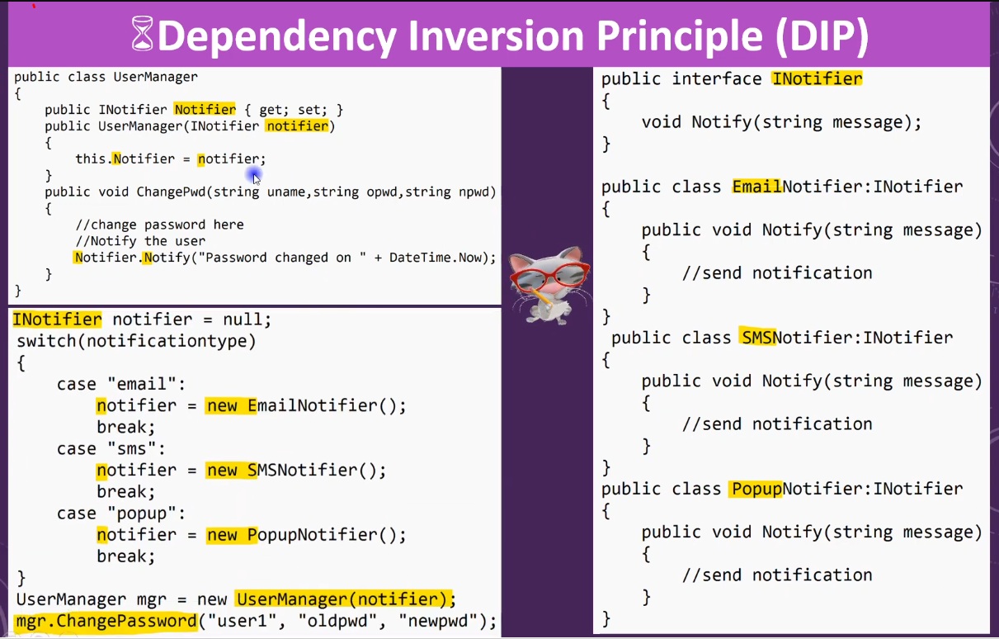 Dependency Inversion Principle (DIP)
public class UserManager
{
public INotifier Notifier { get; set; }
public UserManager(INotifier notifier)
{
this.Notifier = notifier;
}
public void ChangePwd(string uname,string opwd,string npwd)
{
//change password here
//Notify the user
Notifier.Notify("Password changed on " + DateTime.Now);
}
}
INotifier notifier = null;
switch(notificationtype)
{
case "email":
notifier = new EmailNotifier();
break;
case "sms":
notifier = new SMSNotifier();
break;
case "popup":
notifier = new PopupNotifier();
break;
}
UserManager mgr = new UserManager(notifier);
mgr.ChangePassword("user1", "oldpwd", "newpwd");
public interface INotifier
{
void Notify(string message);
}
public class EmailNotifier:INotifier
{
public void Notify(string message)
{
//send notification
}
}
public class SMSNotifier:INotifier
{
public void Notify(string message)
{
//send notification
}
}
public class PopupNotifier:INotifier
{
public void Notify(string message)
{
//send notification
}
}